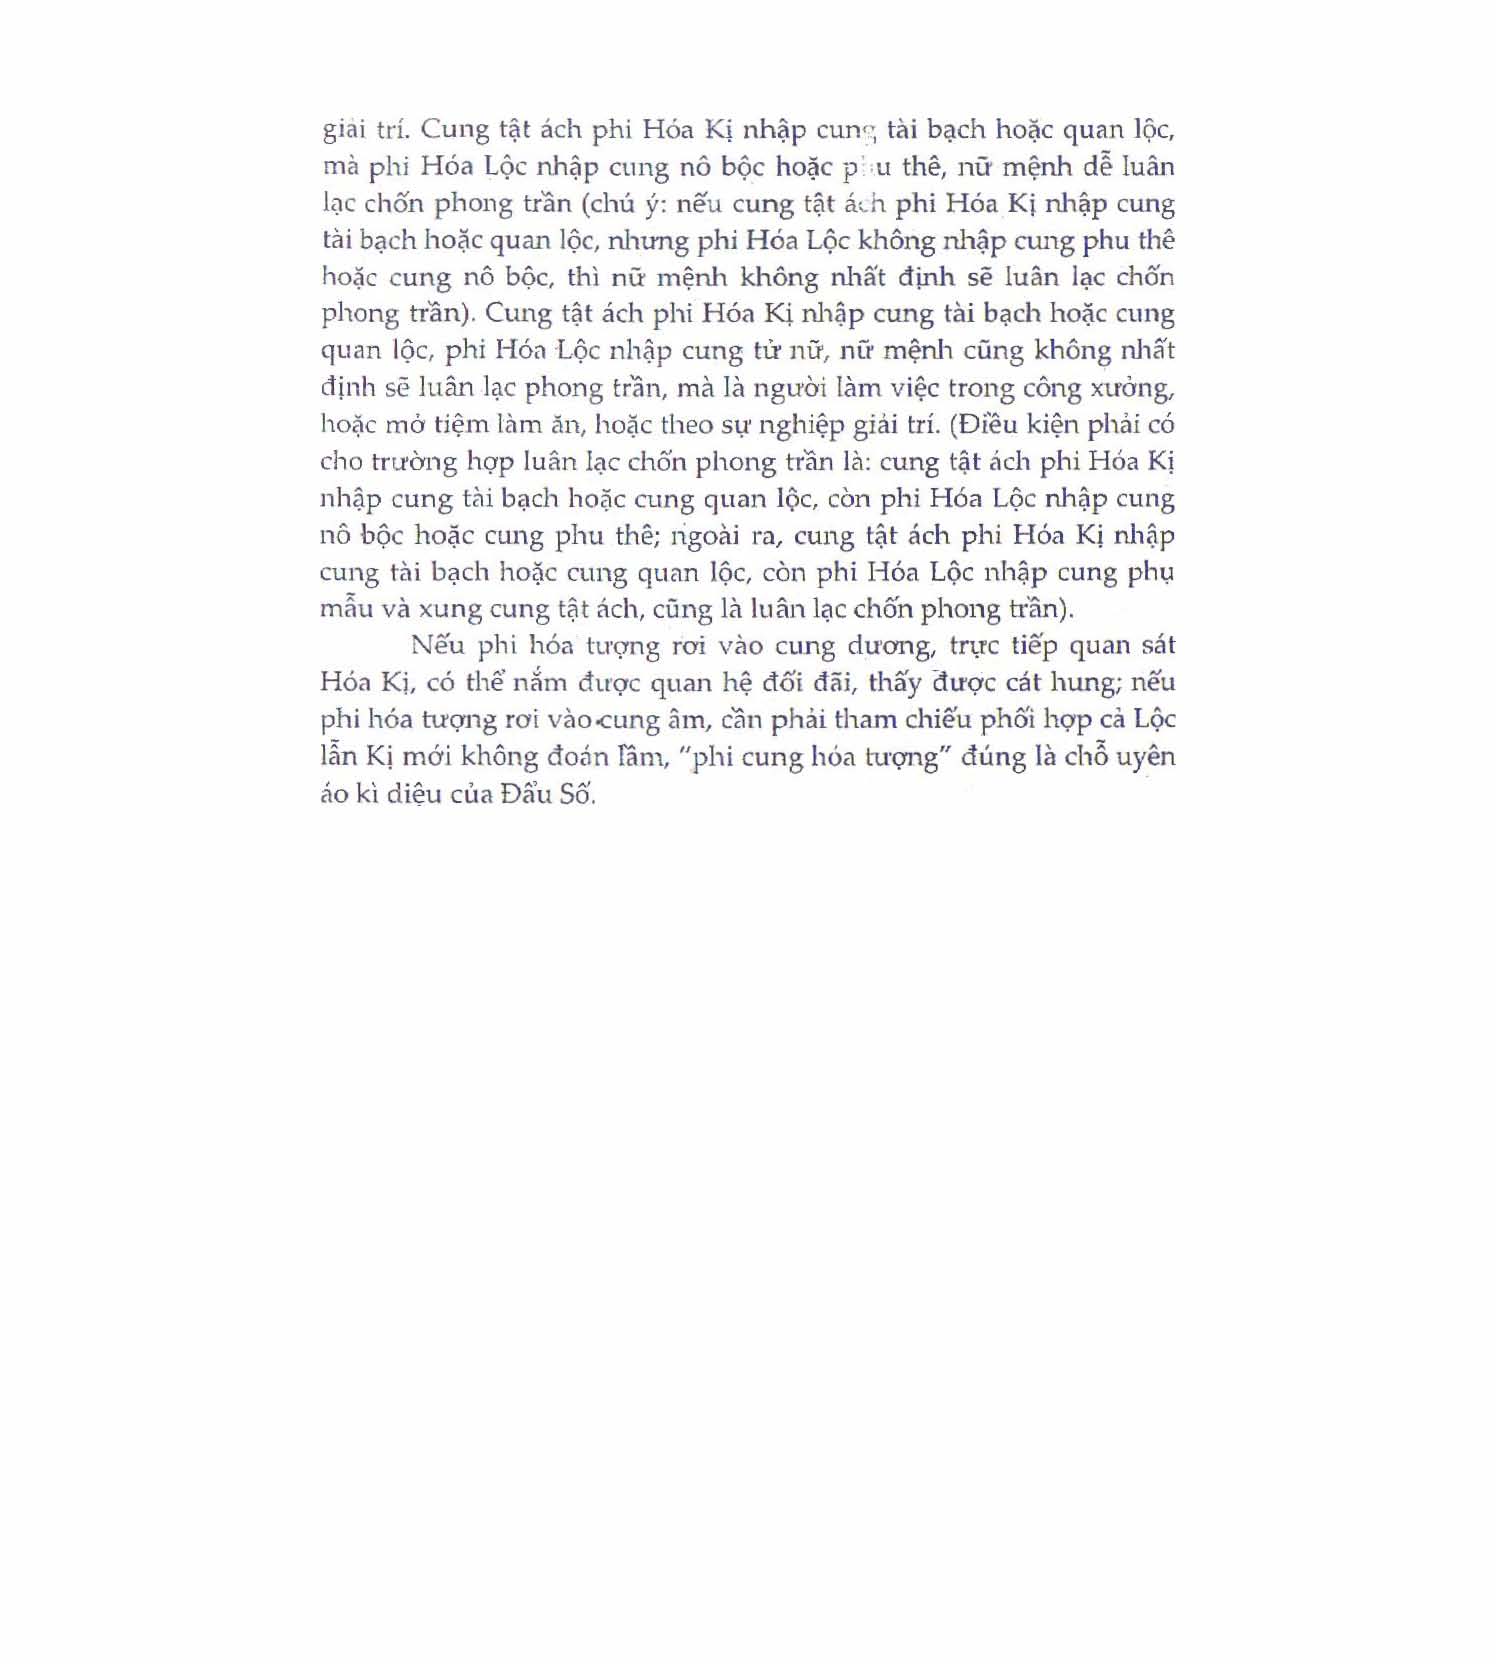 giải trí. Cung tật ách phi Hóa Kị nhập cung tài bạch hoặc quan lộc,
mà phi Hóa Lộc nhập cung nô bộc hoặc phu thê, nữ mệnh dễ luân
lạc chốn phong trần (chú ý: nếu cung tật ách phi Hóa Kị nhập cung
tài bạch hoặc quan lộc, nhưng phi Hóa Lộc không nhập cung phu thê
hoặc cung nô bộc, thì nữ mệnh không nhất định sẽ luân lạc chốn
phong trần). Cung tật ách phi Hóa Kị nhập cung tài bạch hoặc cung
quan lộc, phi Hóa Lộc nhập cung tử nữ, nữ mệnh cũng không nhất
định sẽ luân lạc phong trần, mà là người làm việc trong công xưởng,
hoặc mở tiệm làm ăn, hoặc theo sự nghiệp giải trí. (Điều kiện phải có
cho trường hợp luân lạc chốn phong trần là: cung tật ách phi Hóa Kị
nhập cung tài bạch hoặc cung quan lộc, còn phi Hóa Lộc nhập cung
nô bộc hoặc cung phu thê; ngoài ra, cung tật ách phi Hóa Kị nhập
cung tài bạch hoặc cung quan lộc, còn phi Hóa Lộc nhập cung phụ
mẫu và xung cung tật ách, cũng là luân lạc chốn phong trần).
Nếu phi hóa tượng rơi vào cung dương, trực tiếp quan sát
Hóa Kị, có thể nắm được quan hệ đối đãi, thấy được cát hung; nếu
phi hóa tượng rơi vào cung âm, cần phải tham chiếu phối hợp cả Lộc
lẫn Kị mới không đoán lầm, "phi cung hóa tượng" đúng là chỗ uyên
áo kì diệu của Đẩu Số.